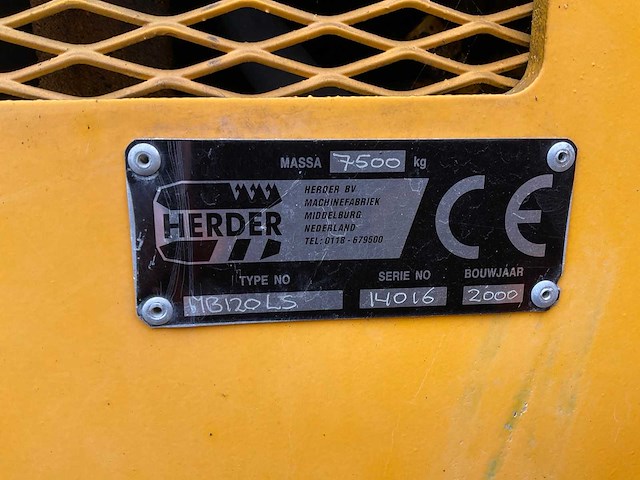 MASSA 7500 kg
HERDER
HERDER BV
MACHINEFABRIEK
MIDDELBURG
NEDERLAND
TEL: 0118 - 679500
CE
TYPE NO SERIE NO BOUWJAAR
MB120LS 14016 2000